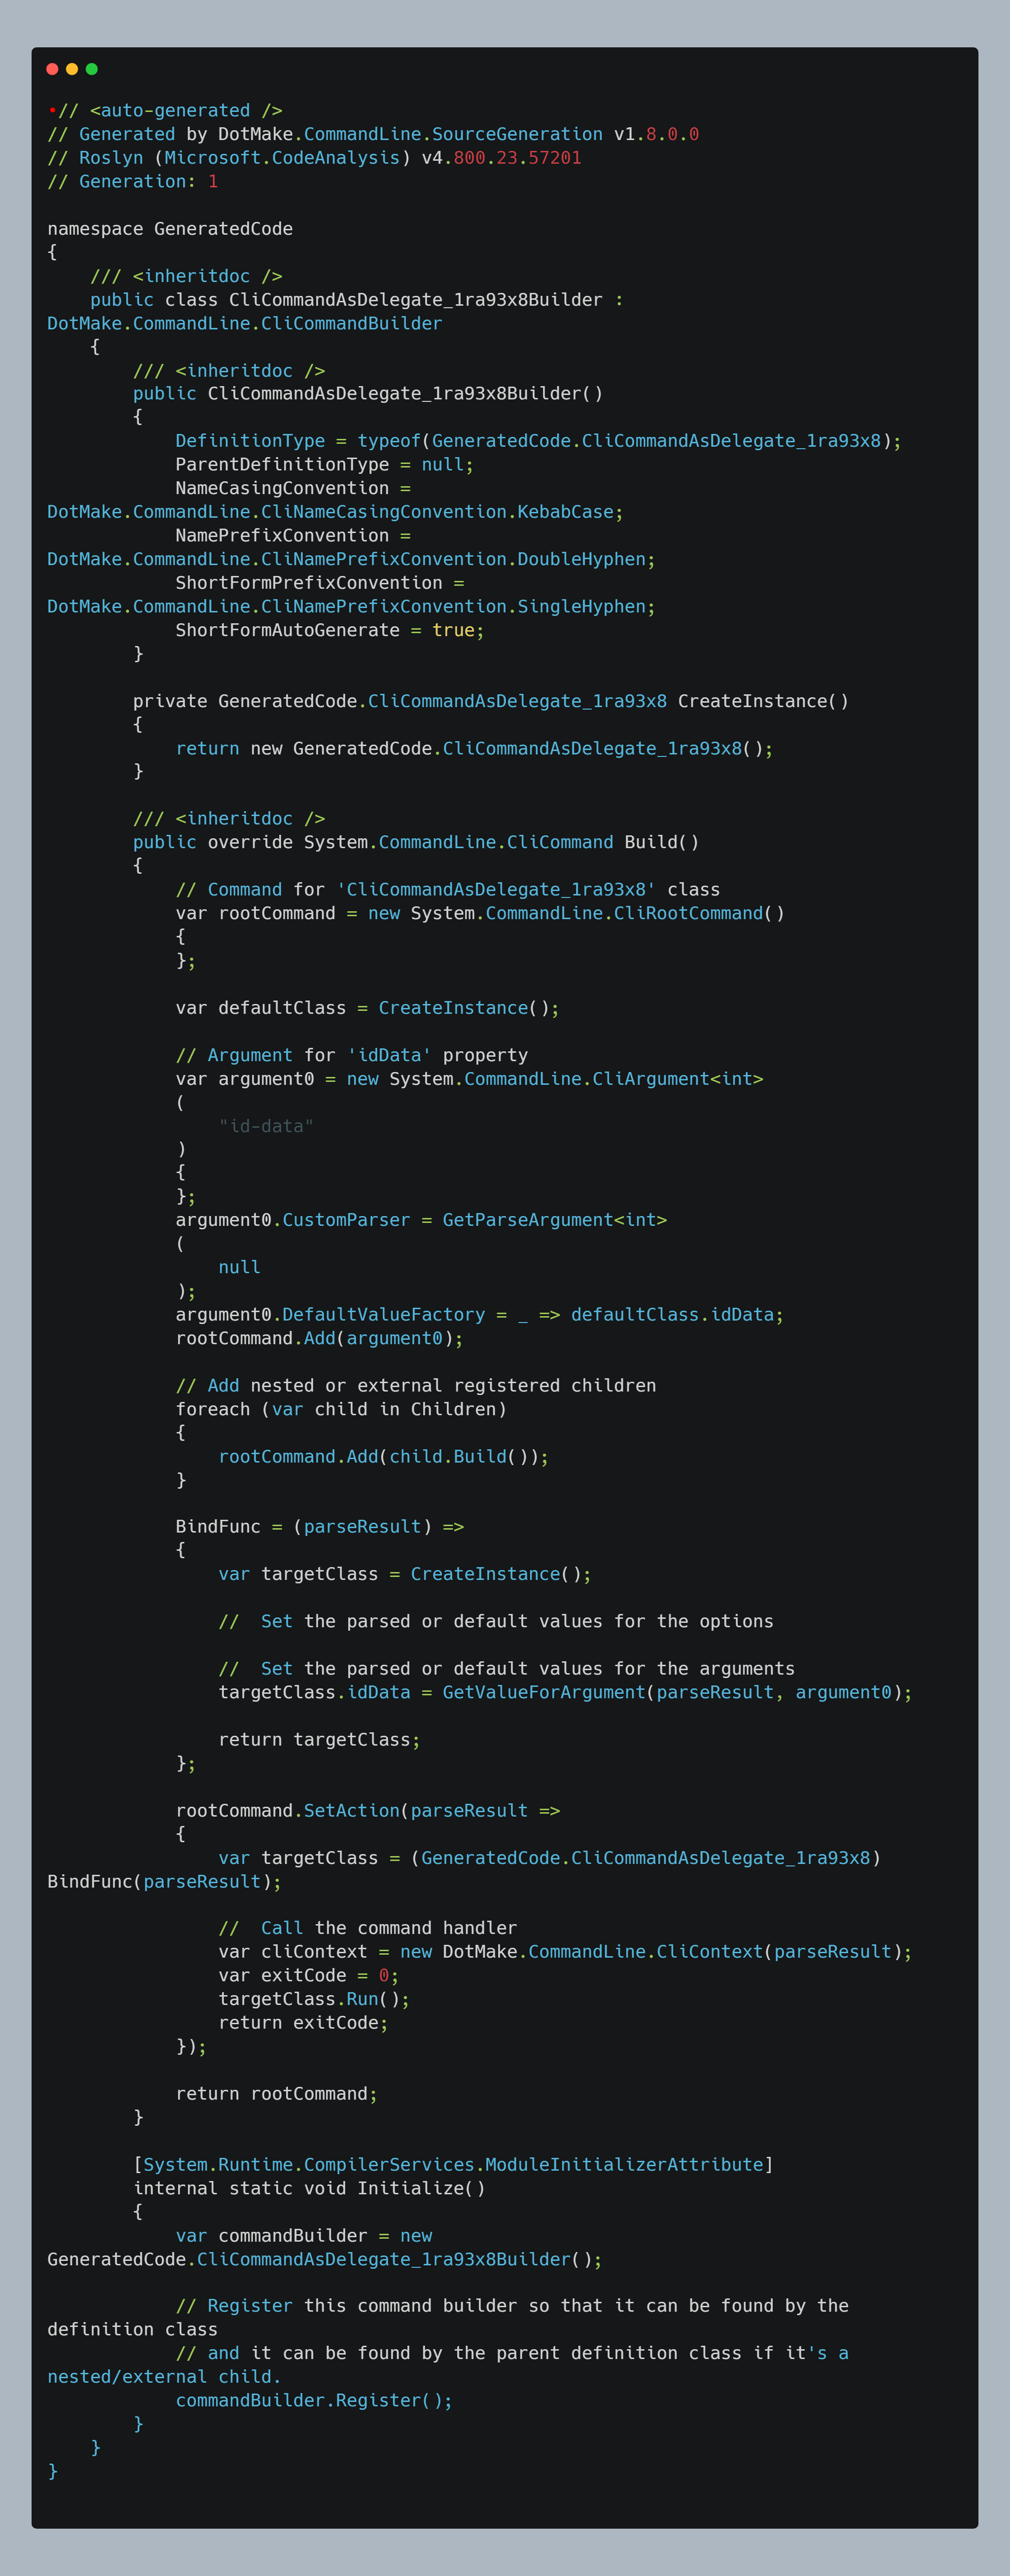 •// <auto-generated />
// Generated by DotMake.CommandLine.SourceGeneration v1.8.0.0
// Roslyn (Microsoft.CodeAnalysis) v4.800.23.57201
// Generation: 1

namespace GeneratedCode
{
    /// <inheritdoc />
    public class CliCommandAsDelegate_1ra93x8Builder :
DotMake.CommandLine.CliCommandBuilder
    {
        /// <inheritdoc />
        public CliCommandAsDelegate_1ra93x8Builder()
        {
            DefinitionType = typeof(GeneratedCode.CliCommandAsDelegate_1ra93x8);
            ParentDefinitionType = null;
            NameCasingConvention =
DotMake.CommandLine.CliNameCasingConvention.KebabCase;
            NamePrefixConvention =
DotMake.CommandLine.CliNamePrefixConvention.DoubleHyphen;
            ShortFormPrefixConvention =
DotMake.CommandLine.CliNamePrefixConvention.SingleHyphen;
            ShortFormAutoGenerate = true;
        }

        private GeneratedCode.CliCommandAsDelegate_1ra93x8 CreateInstance()
        {
            return new GeneratedCode.CliCommandAsDelegate_1ra93x8();
        }

        /// <inheritdoc />
        public override System.CommandLine.CliCommand Build()
        {
            // Command for 'CliCommandAsDelegate_1ra93x8' class
            var rootCommand = new System.CommandLine.CliRootCommand()
            {
            };

            var defaultClass = CreateInstance();

            // Argument for 'idData' property
            var argument0 = new System.CommandLine.CliArgument<int>
            (
                "id-data"
            )
            {
            };
            argument0.CustomParser = GetParseArgument<int>
            (
                null
            );
            argument0.DefaultValueFactory = _ => defaultClass.idData;
            rootCommand.Add(argument0);

            // Add nested or external registered children
            foreach (var child in Children)
            {
                rootCommand.Add(child.Build());
            }

            BindFunc = (parseResult) =>
            {
                var targetClass = CreateInstance();

                //  Set the parsed or default values for the options

                //  Set the parsed or default values for the arguments
                targetClass.idData = GetValueForArgument(parseResult, argument0);

                return targetClass;
            };

            rootCommand.SetAction(parseResult =>
            {
                var targetClass = (GeneratedCode.CliCommandAsDelegate_1ra93x8)
BindFunc(parseResult);

                //  Call the command handler
                var cliContext = new DotMake.CommandLine.CliContext(parseResult);
                var exitCode = 0;
                targetClass.Run();
                return exitCode;
            });

            return rootCommand;
        }

        [System.Runtime.CompilerServices.ModuleInitializerAttribute]
        internal static void Initialize()
        {
            var commandBuilder = new
GeneratedCode.CliCommandAsDelegate_1ra93x8Builder();

            // Register this command builder so that it can be found by the
definition class
            // and it can be found by the parent definition class if it's a
nested/external child.
            commandBuilder.Register();
        }
    }
}